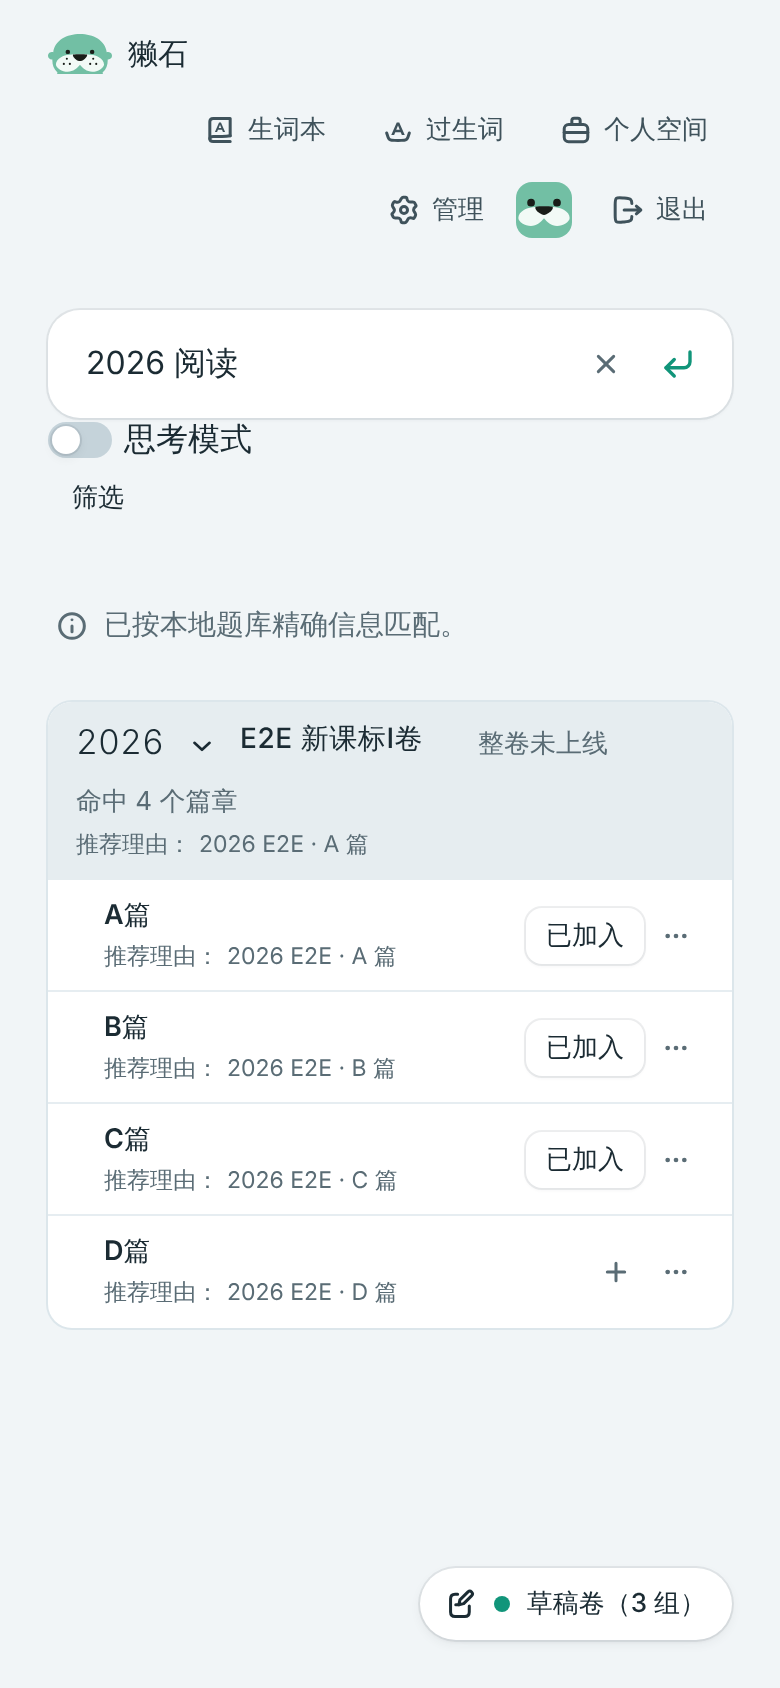 獭石
生词本 过生词 个人空间
管理 退出
2026 阅读
思考模式
筛选
已按本地题库精确信息匹配。
2026 E2E 新课标I卷 整卷未上线
命中 4 个篇章
推荐理由： 2026 E2E · A 篇
A篇
推荐理由： 2026 E2E · A 篇
已加入
B篇
推荐理由： 2026 E2E · B 篇
已加入
C篇
推荐理由： 2026 E2E · C 篇
已加入
D篇
推荐理由： 2026 E2E · D 篇
草稿卷（3 组）